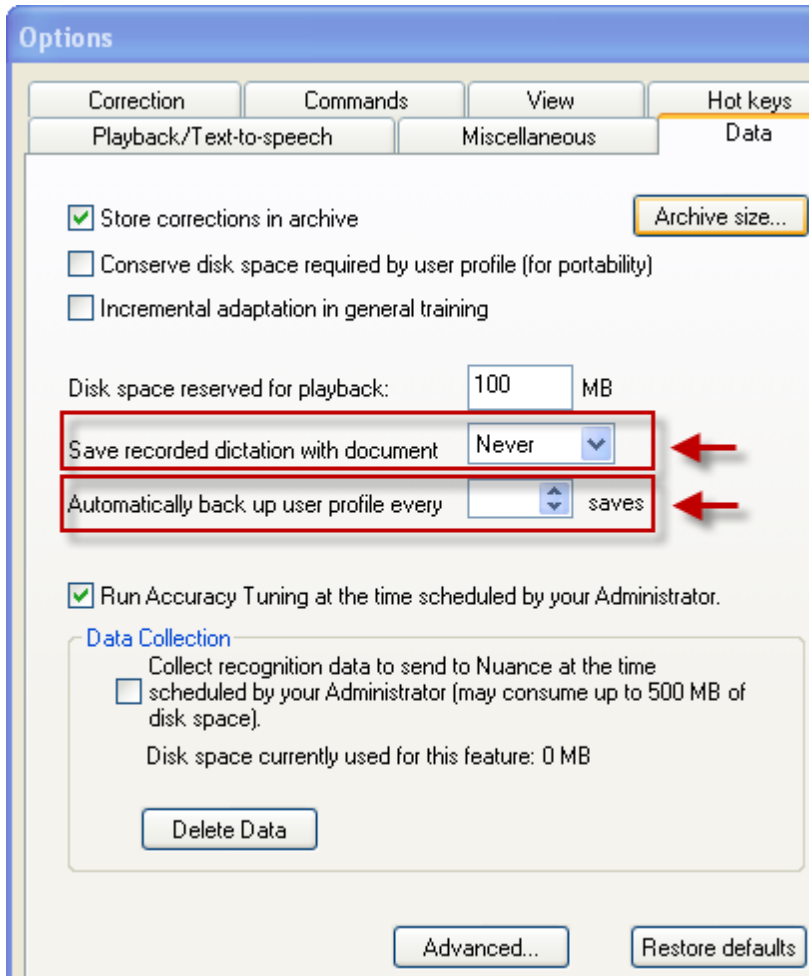 Options
Correction Commands View Hot keys
Playback/Text-to-speech Miscellaneous Data
Store corrections in archive Archive size...
Conserve disk space required by user profile (for portability)
Incremental adaptation in general training
Disk space reserved for playback: 100 MB
Save recorded dictation with document Never
Automatically back up user profile every saves
Run Accuracy Tuning at the time scheduled by your Administrator.
Data Collection
Collect recognition data to send to Nuance at the time
scheduled by your Administrator (may consume up to 500 MB of
disk space).
Disk space currently used for this feature: 0 MB
Delete Data
Advanced... Restore defaults